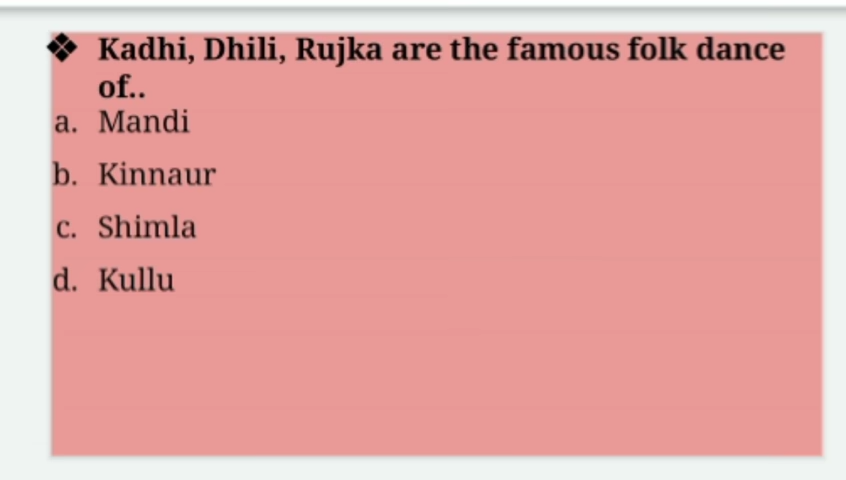 ❖ Kadhi, Dhili, Rujka are the famous folk dance
of..
a. Mandi
b. Kinnaur
c. Shimla
d. Kullu